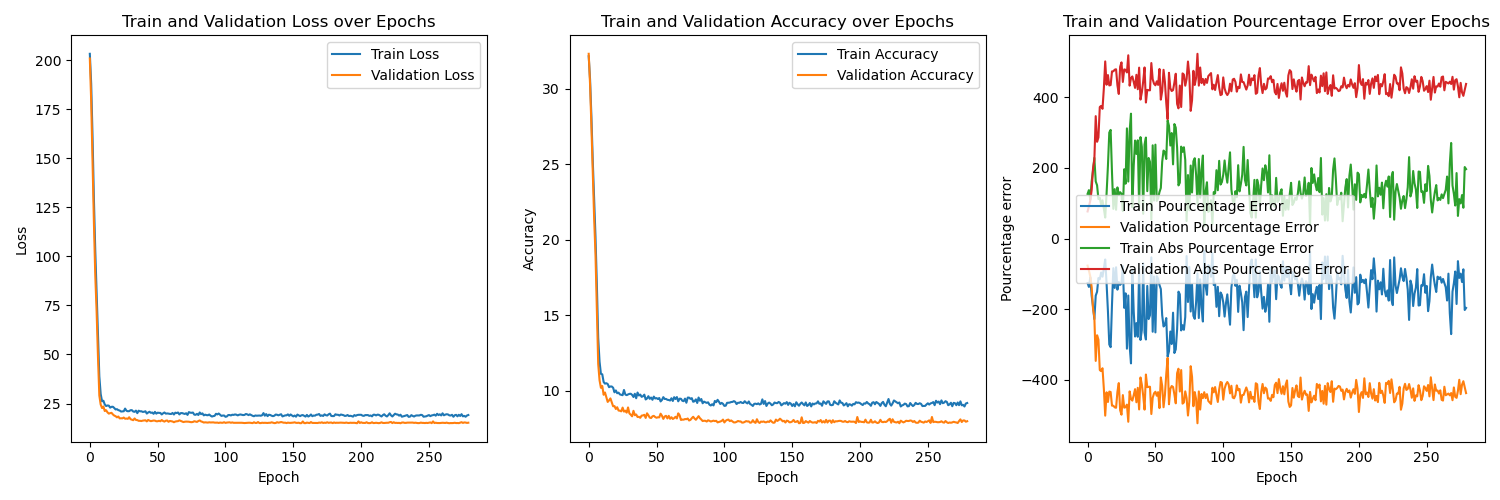 Train and Validation Loss over Epochs
Train Loss
Validation Loss
200
175
150
125
100
75
50
25
Loss
0
50
100
150
200
250
Epoch
Train and Validation Accuracy over Epochs
Train Accuracy
Validation Accuracy
30
25
20
15
10
Accuracy
0
50
100
150
200
250
Epoch
Train and Validation Pourcentage Error over Epochs
400
200
0
−200
−400
Pourcentage error
Train Pourcentage Error
Validation Pourcentage Error
Train Abs Pourcentage Error
Validation Abs Pourcentage Error
0
50
100
150
200
250
Epoch